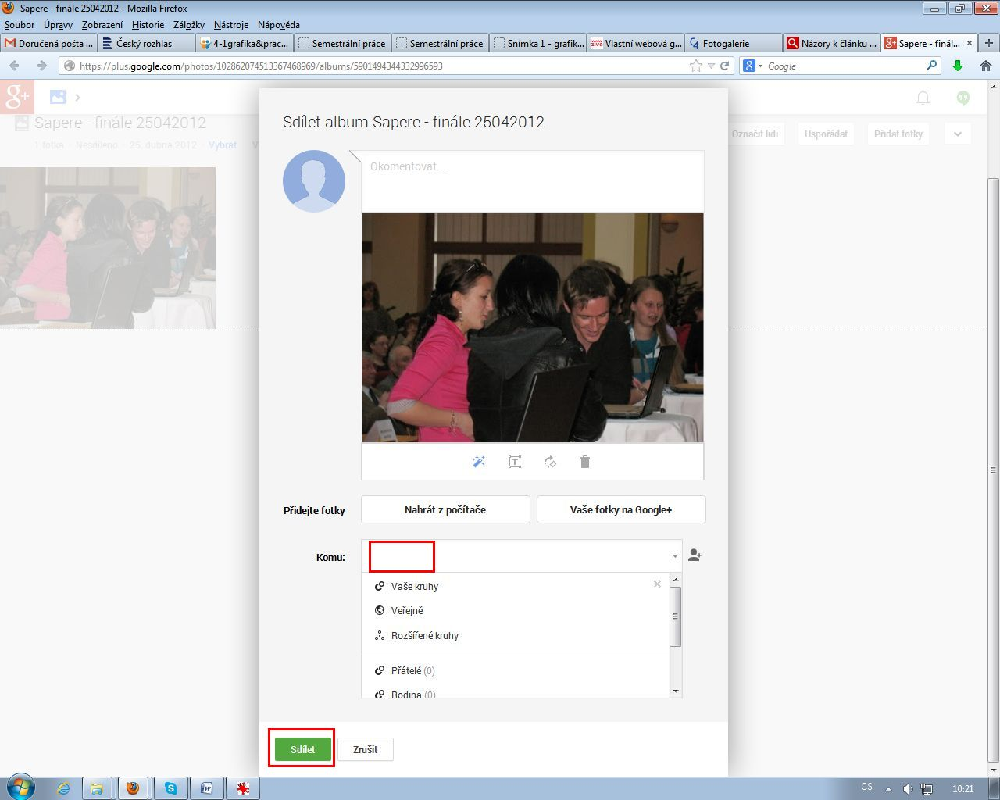 Sapere - finále 25042012 - Mozilla Firefox
Soubor Úpravy Zobrazení Historie Záložky Nástroje Nápověda
Doručená pošta ... Český rozhlas 4-1grafika&prac... Semestrální práce Semestrální práce Snímka 1 - grafik... Vlastní webová g... Fotogalerie Názory k článku ... Sapere - finál...
https://plus.google.com/photos/102862074513367468969/albums/5901494344332996593 Google
g+
Sapere - finále 25042012
1 fotka · Nesdíleno · 25. dubna 2012 · Vybrat
Označit lidi Uspořádat Přidat fotky
Sdílet album Sapere - finále 25042012
Okomentovat...
Přidejte fotky Nahrát z počítače Vaše fotky na Google+
Komu:
Vaše kruhy
Veřejně
Rozšířené kruhy
Přátelé (0)
Rodina (0)
Sdílet Zrušit
CS 10:21